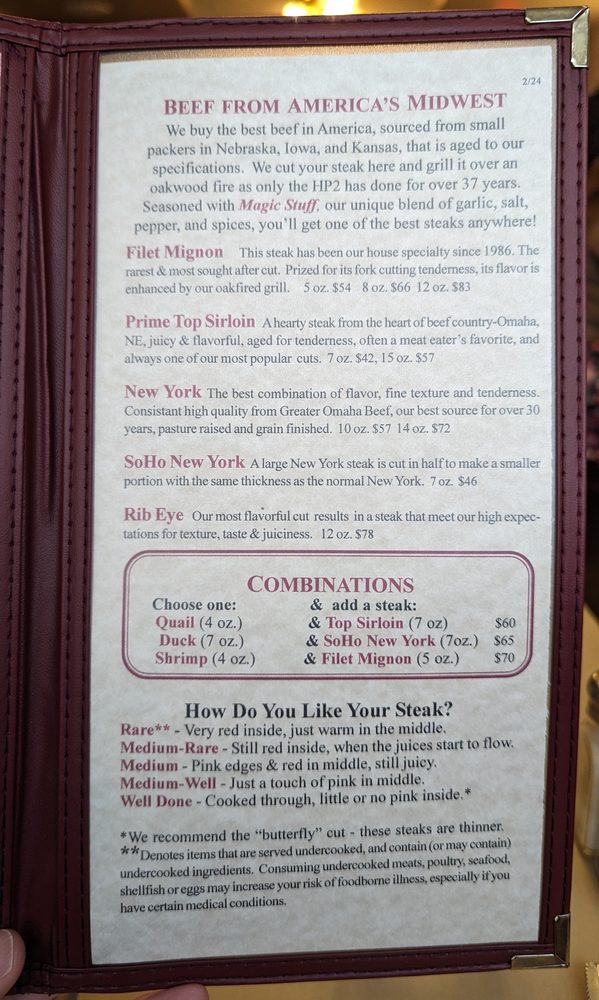 2/24
BEEF FROM AMERICA'S MIDWEST
We buy the best beef in America, sourced from small
packers in Nebraska, Iowa, and Kansas, that is aged to our
specifications. We cut your steak here and grill it over an
oakwood fire as only the HP2 has done for over 37 years.
Seasoned with Magic Stuff, our unique blend of garlic, salt,
pepper, and spices, you'll get one of the best steaks anywhere!
Filet Mignon This steak has been our house specialty since 1986. The
rarest & most sought after cut. Prized for its fork cutting tenderness, its flavor is
enhanced by our oakfired grill. 5 oz. $54 8 oz. $66 12 oz. $83
Prime Top Sirloin A hearty steak from the heart of beef country-Omaha,
NE, juicy & flavorful, aged for tenderness, often a meat eater's favorite, and
always one of our most popular cuts. 7 oz. $42, 15 oz. $57
New York The best combination of flavor, fine texture and tenderness.
Consistant high quality from Greater Omaha Beef, our best source for over 30
years, pasture raised and grain finished. 10 oz. $57 14 oz. $72
SoHo New York A large New York steak is cut in half to make a smaller
portion with the same thickness as the normal New York. 7 oz. $46
Rib Eye Our most flavorful cut results in a steak that meet our high expec-
tations for texture, taste & juiciness. 12 oz. $78
COMBINATIONS
Choose one: & add a steak:
Quail (4 oz.) & Top Sirloin (7 oz) $60
Duck (7 oz.) & SoHo New York (7oz.) $65
Shrimp (4 oz.) & Filet Mignon (5 oz.) $70
How Do You Like Your Steak?
Rare** - Very red inside, just warm in the middle.
Medium-Rare - Still red inside, when the juices start to flow.
Medium - Pink edges & red in middle, still juicy.
Medium-Well - Just a touch of pink in middle.
Well Done - Cooked through, little or no pink inside.*
*We recommend the "butterfly" cut - these steaks are thinner.
**Denotes items that are served undercooked, and contain (or may contain)
undercooked ingredients. Consuming undercooked meats, poultry, seafood,
shellfish or eggs may increase your risk of foodborne illness, especially if you
have certain medical conditions.